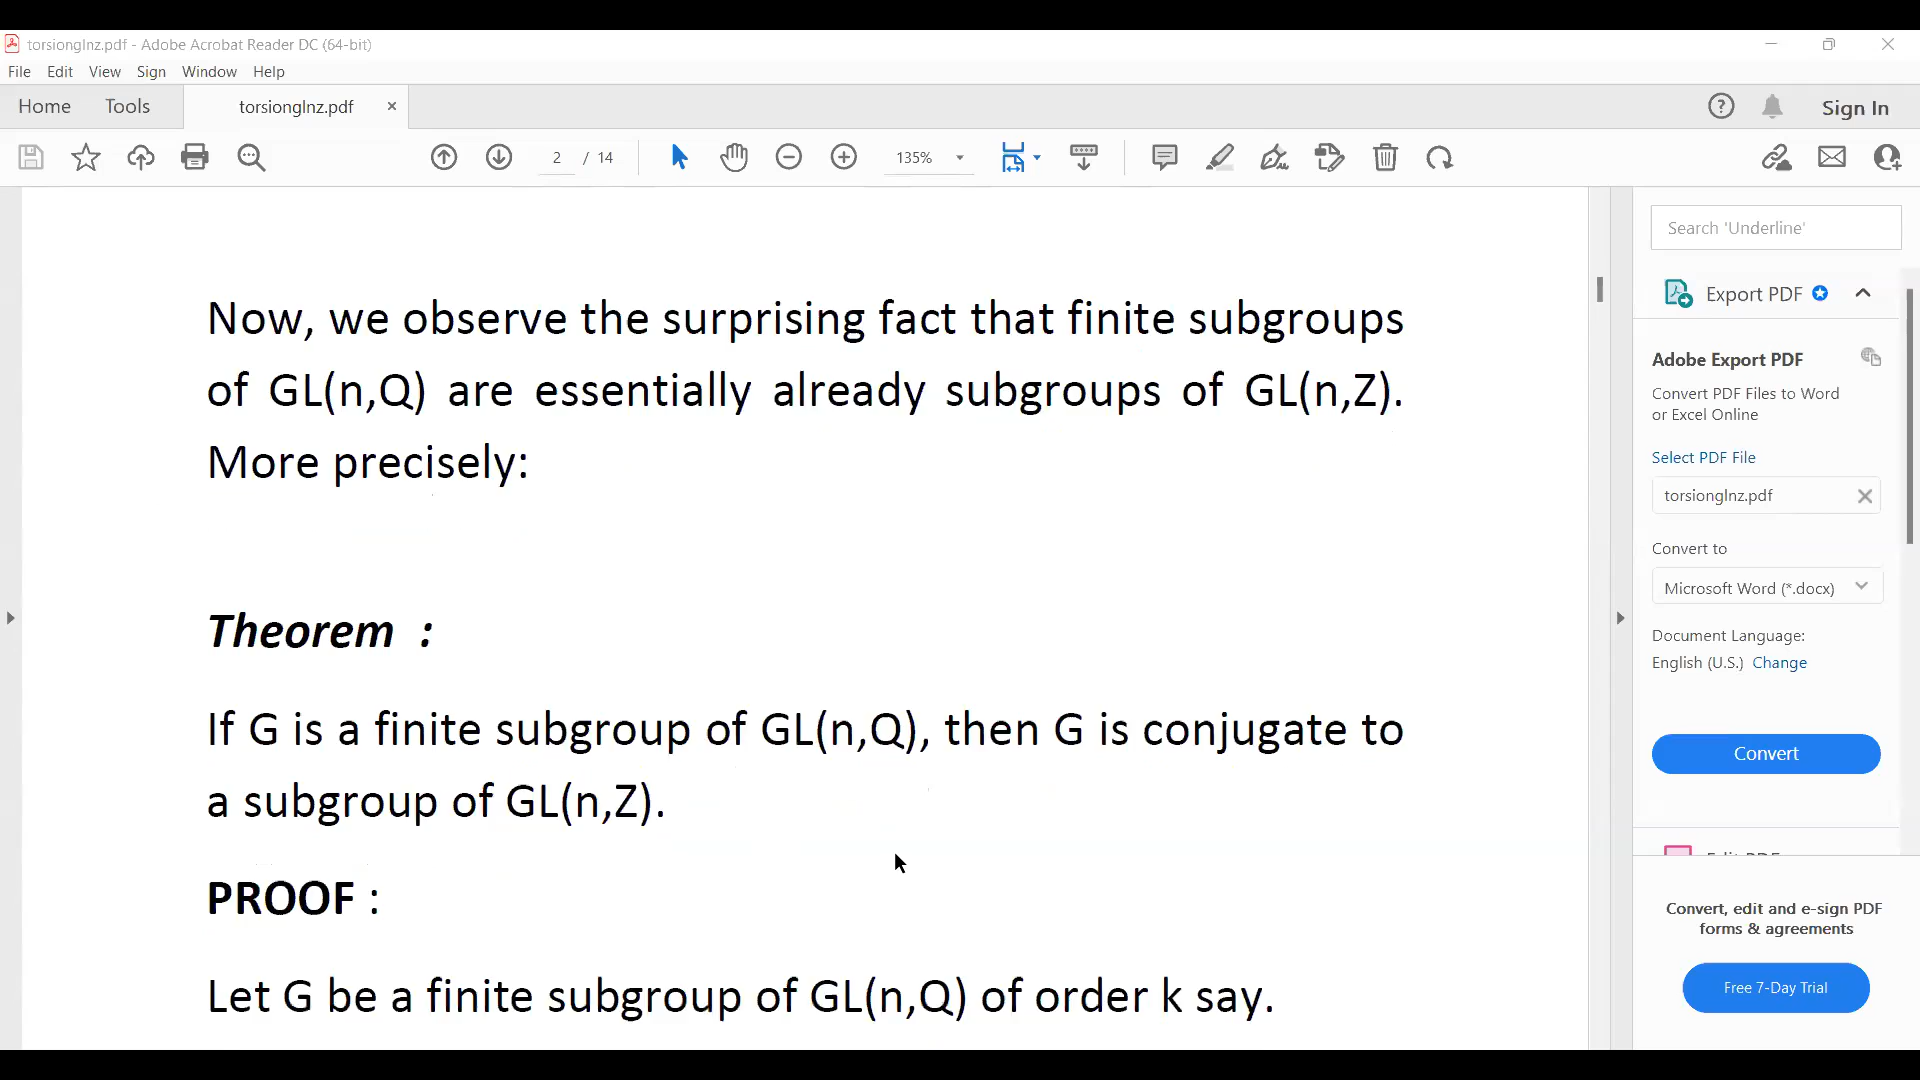 torsionglnz.pdf - Adobe Acrobat Reader DC (64-bit)
File Edit View Sign Window Help
Home Tools torsionglnz.pdf × Sign In
2 / 14 135%
Search 'Underline'
Now, we observe the surprising fact that finite subgroups
of GL(n,Q) are essentially already subgroups of GL(n,Z).
More precisely:
Theorem :
If G is a finite subgroup of GL(n,Q), then G is conjugate to
a subgroup of GL(n,Z).
PROOF :
Let G be a finite subgroup of GL(n,Q) of order k say.
Export PDF
Adobe Export PDF
Convert PDF Files to Word
or Excel Online
Select PDF File
torsionglnz.pdf
Convert to
Microsoft Word (*.docx)
Document Language:
English (U.S.) Change
Convert
Convert, edit and e-sign PDF
forms & agreements
Free 7-Day Trial